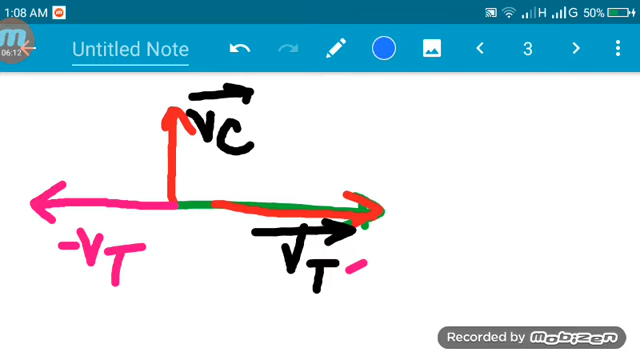 1:08 AM H G 50%
M
06:12
Untitled Note
3
VC
-VT
VT -
Recorded by
mobizen